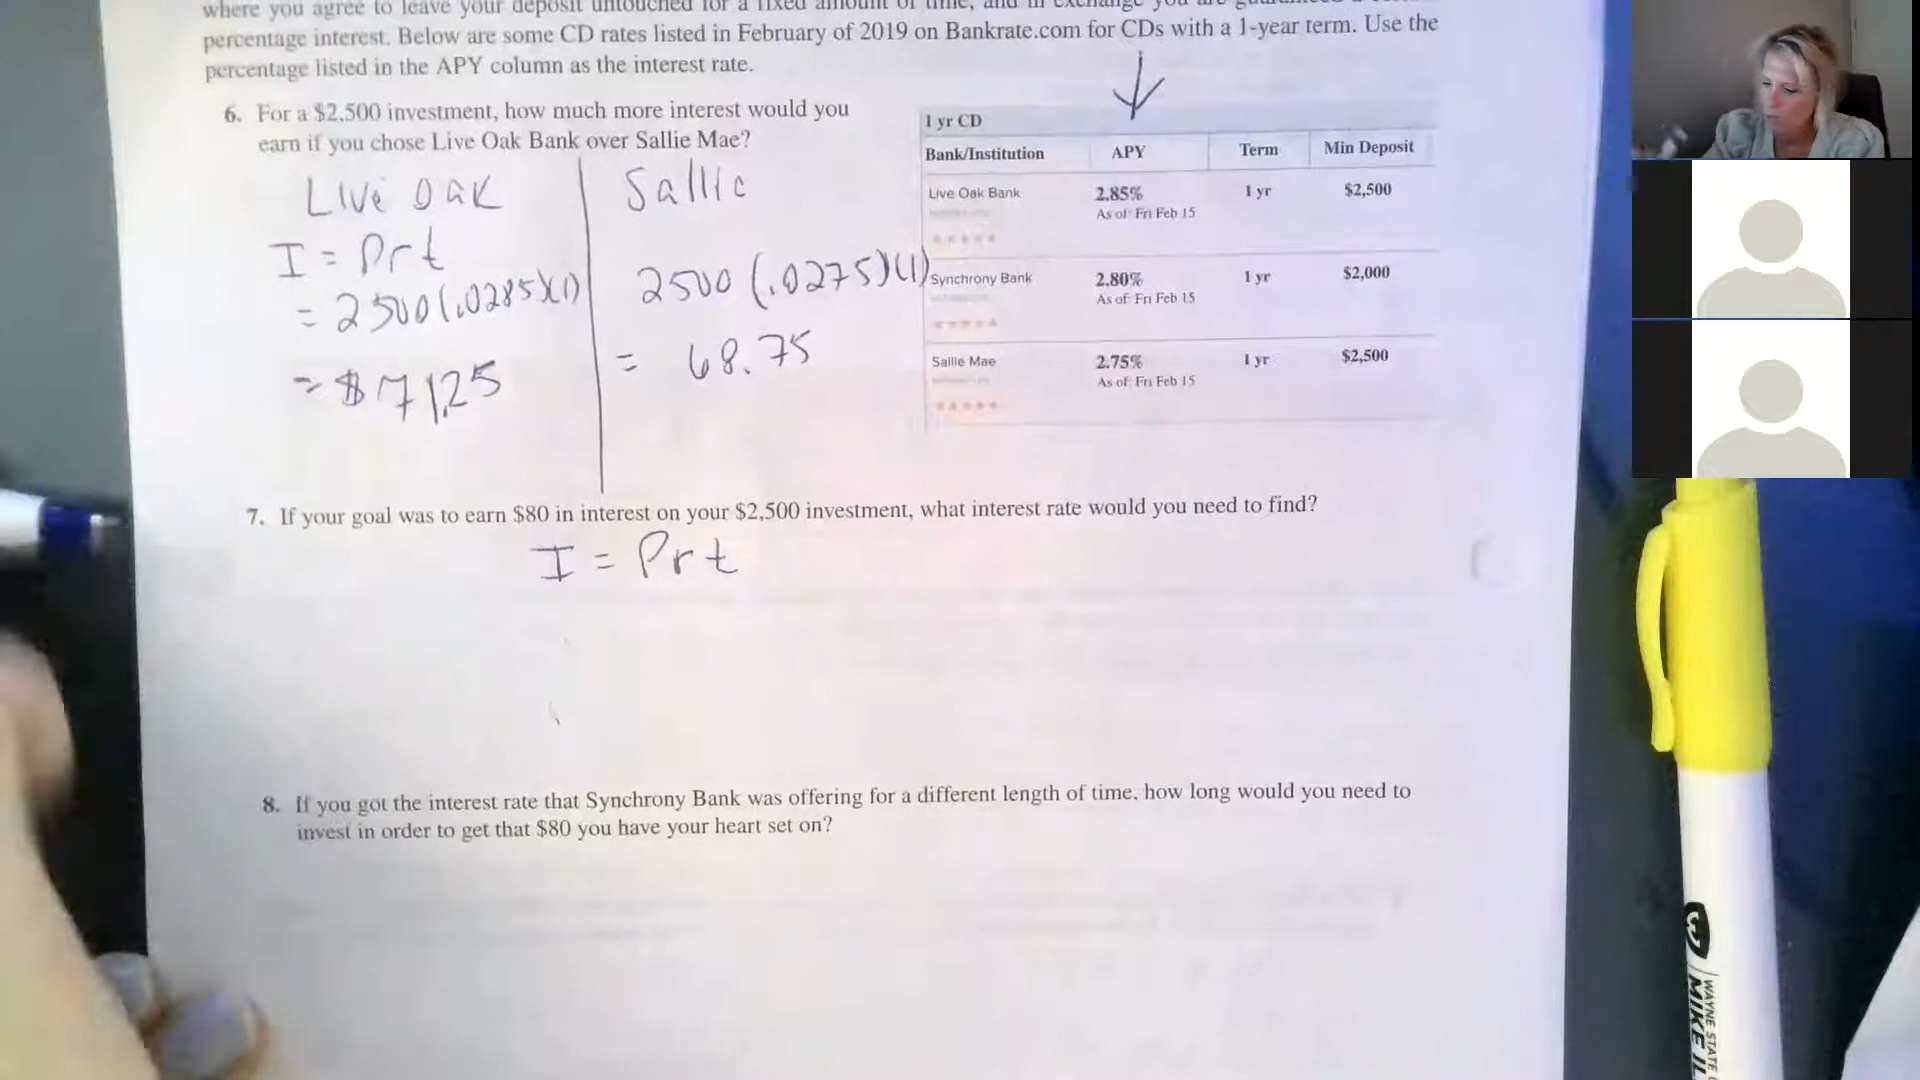 where you agree to leave your deposit untouched for a fixed amount of time, and in exchange you are guaranteed a
percentage interest. Below are some CD rates listed in February of 2019 on Bankrate.com for CDs with a 1-year term. Use the
percentage listed in the APY column as the interest rate.
6. For a $2,500 investment, how much more interest would you
earn if you chose Live Oak Bank over Sallie Mae?
Live Oak
I = Prt
= 2500(.0285)(1)
= $71.25
Sallie
2500 (.0275)(1)
= 68.75
1 yr CD
Bank/Institution APY Term Min Deposit
Live Oak Bank 2.85% 1 yr $2,500
As of: Fri Feb 15
Synchrony Bank 2.80% 1 yr $2,000
As of: Fri Feb 15
Sallie Mae 2.75% 1 yr $2,500
As of: Fri Feb 15
7. If your goal was to earn $80 in interest on your $2,500 investment, what interest rate would you need to find?
I = Prt
8. If you got the interest rate that Synchrony Bank was offering for a different length of time, how long would you need to
invest in order to get that $80 you have your heart set on?
WAYNE STATE
MIKE IL